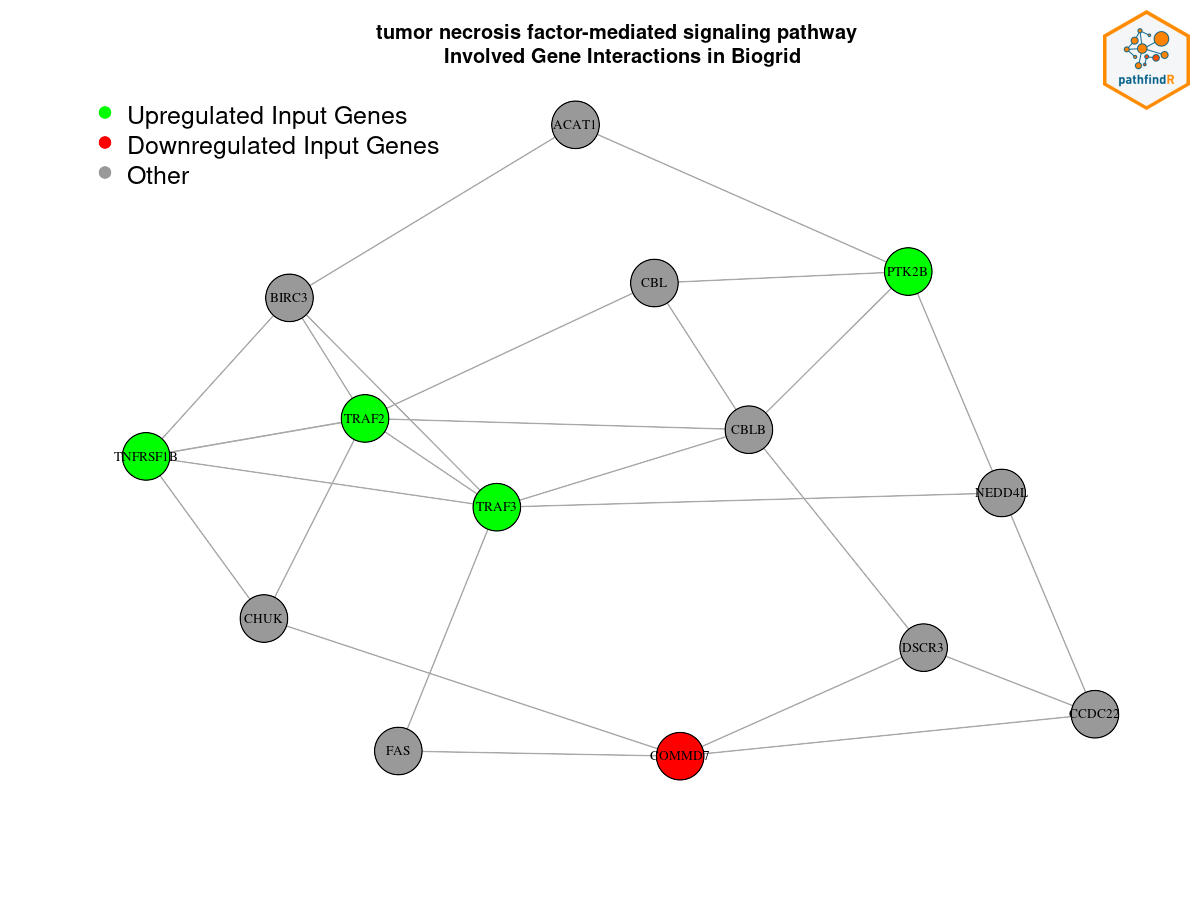 tumor necrosis factor-mediated signaling pathway
Involved Gene Interactions in Biogrid
pathfindR
Upregulated Input Genes
Downregulated Input Genes
Other
ACAT1
PTK2B
CBL
BIRC3
TRAF2
CBLB
TNFRSF1B
NEDD4L
TRAF3
CHUK
DSCR3
CCDC22
FAS
COMMD7